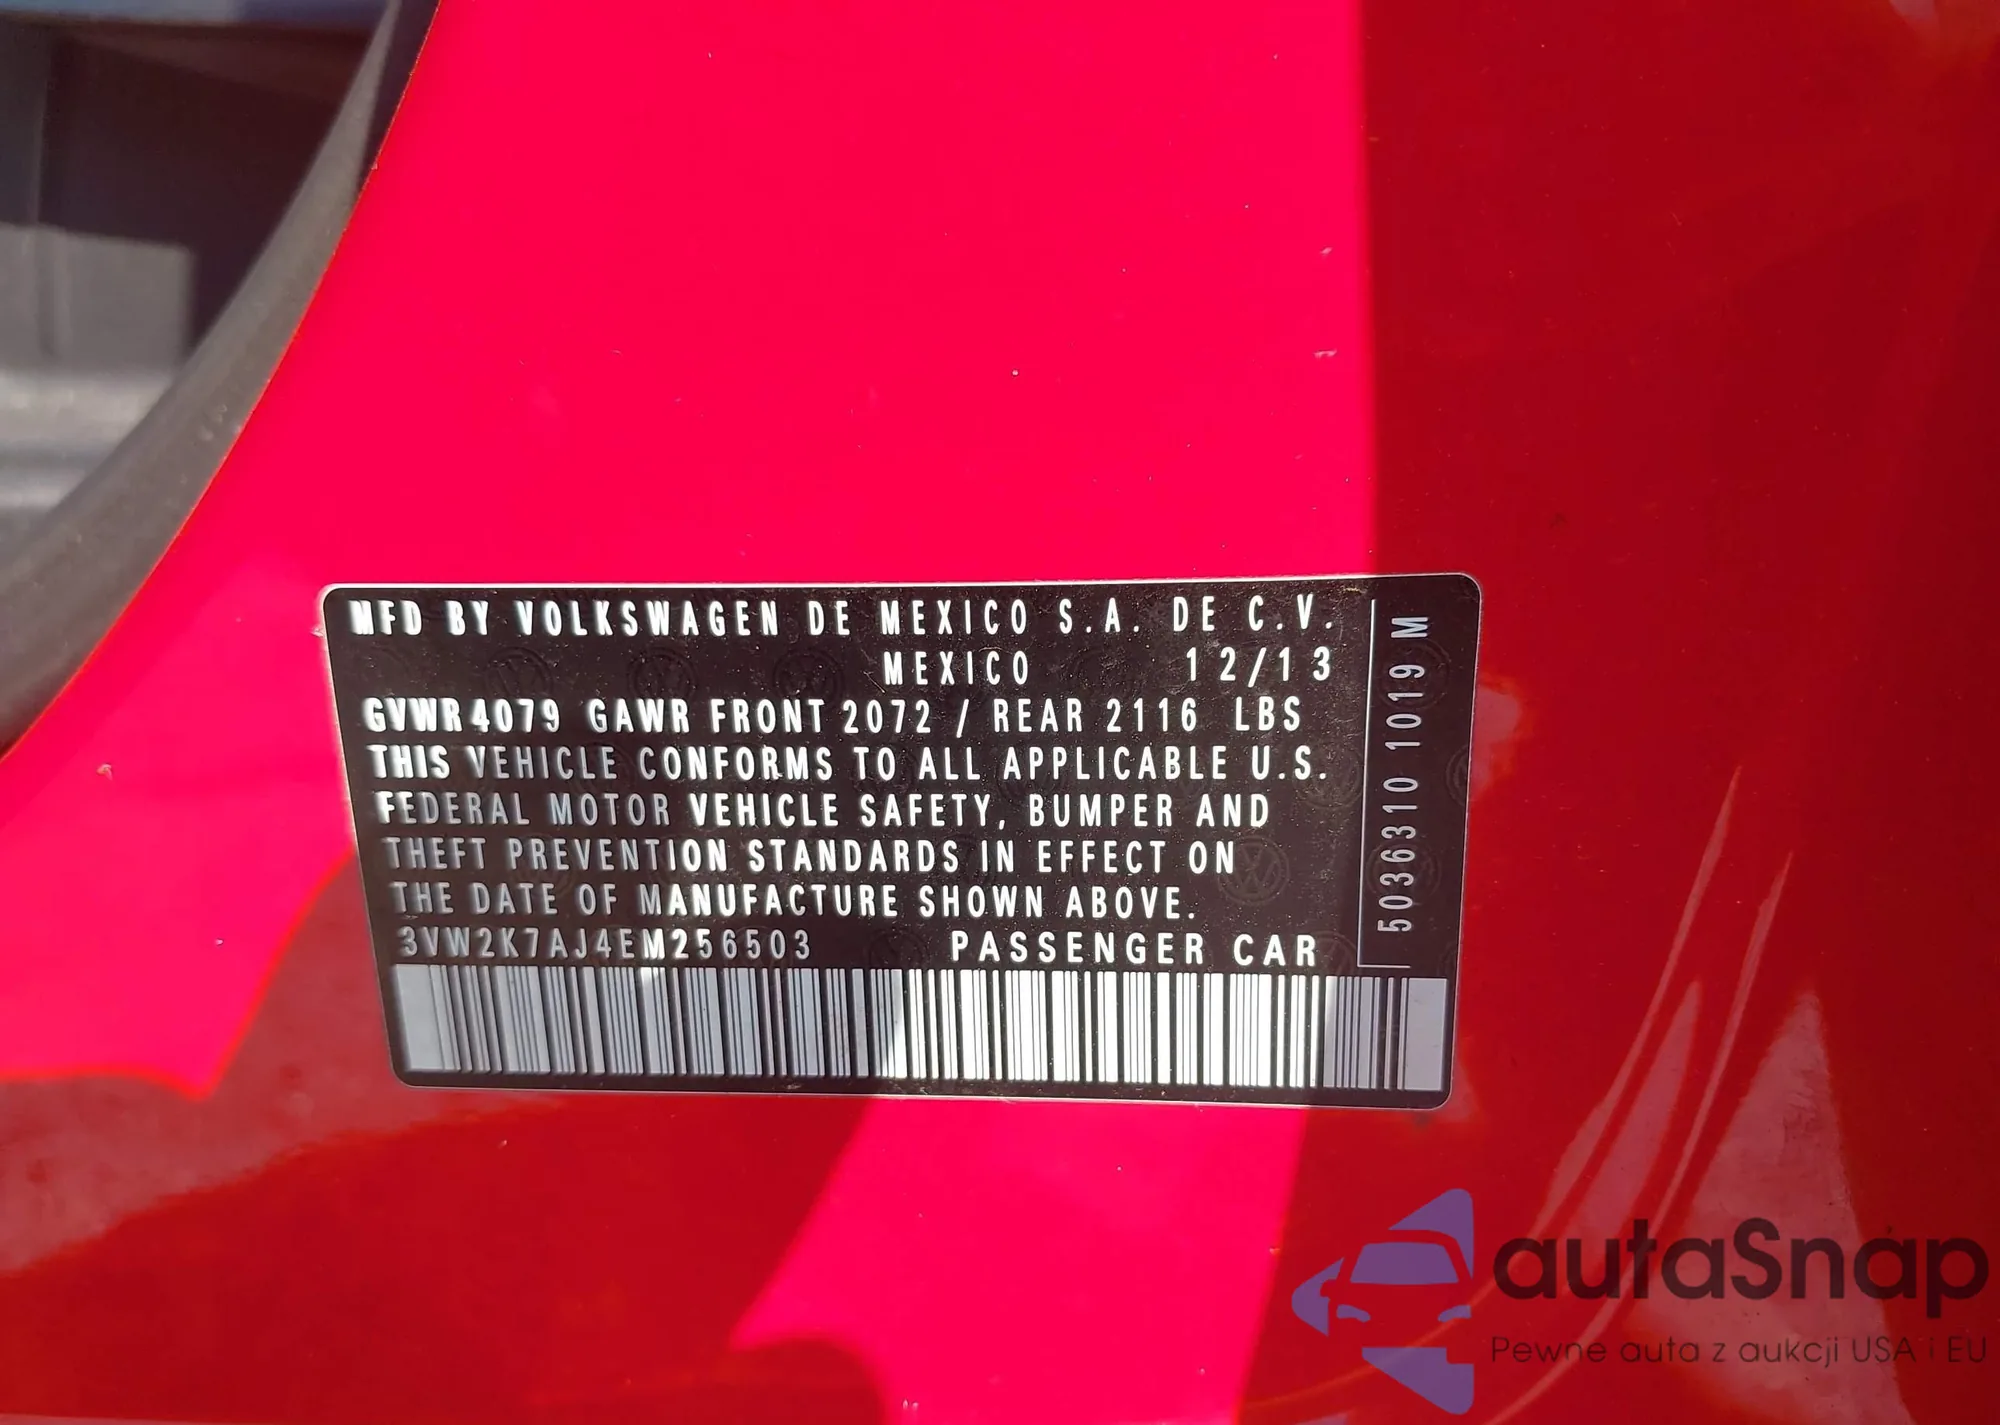 MFD BY VOLKSWAGEN DE MEXICO S.A. DE C.V.
MEXICO 12/13
GVWR 4079 GAWR FRONT 2072 / REAR 2116 LBS
THIS VEHICLE CONFORMS TO ALL APPLICABLE U.S.
FEDERAL MOTOR VEHICLE SAFETY, BUMPER AND
THEFT PREVENTION STANDARDS IN EFFECT ON
THE DATE OF MANUFACTURE SHOWN ABOVE.
3VW2K7AJ4EM256503 PASSENGER CAR
5036310 1019 M
autaSnap
Pewne auta z aukcji USA i EU